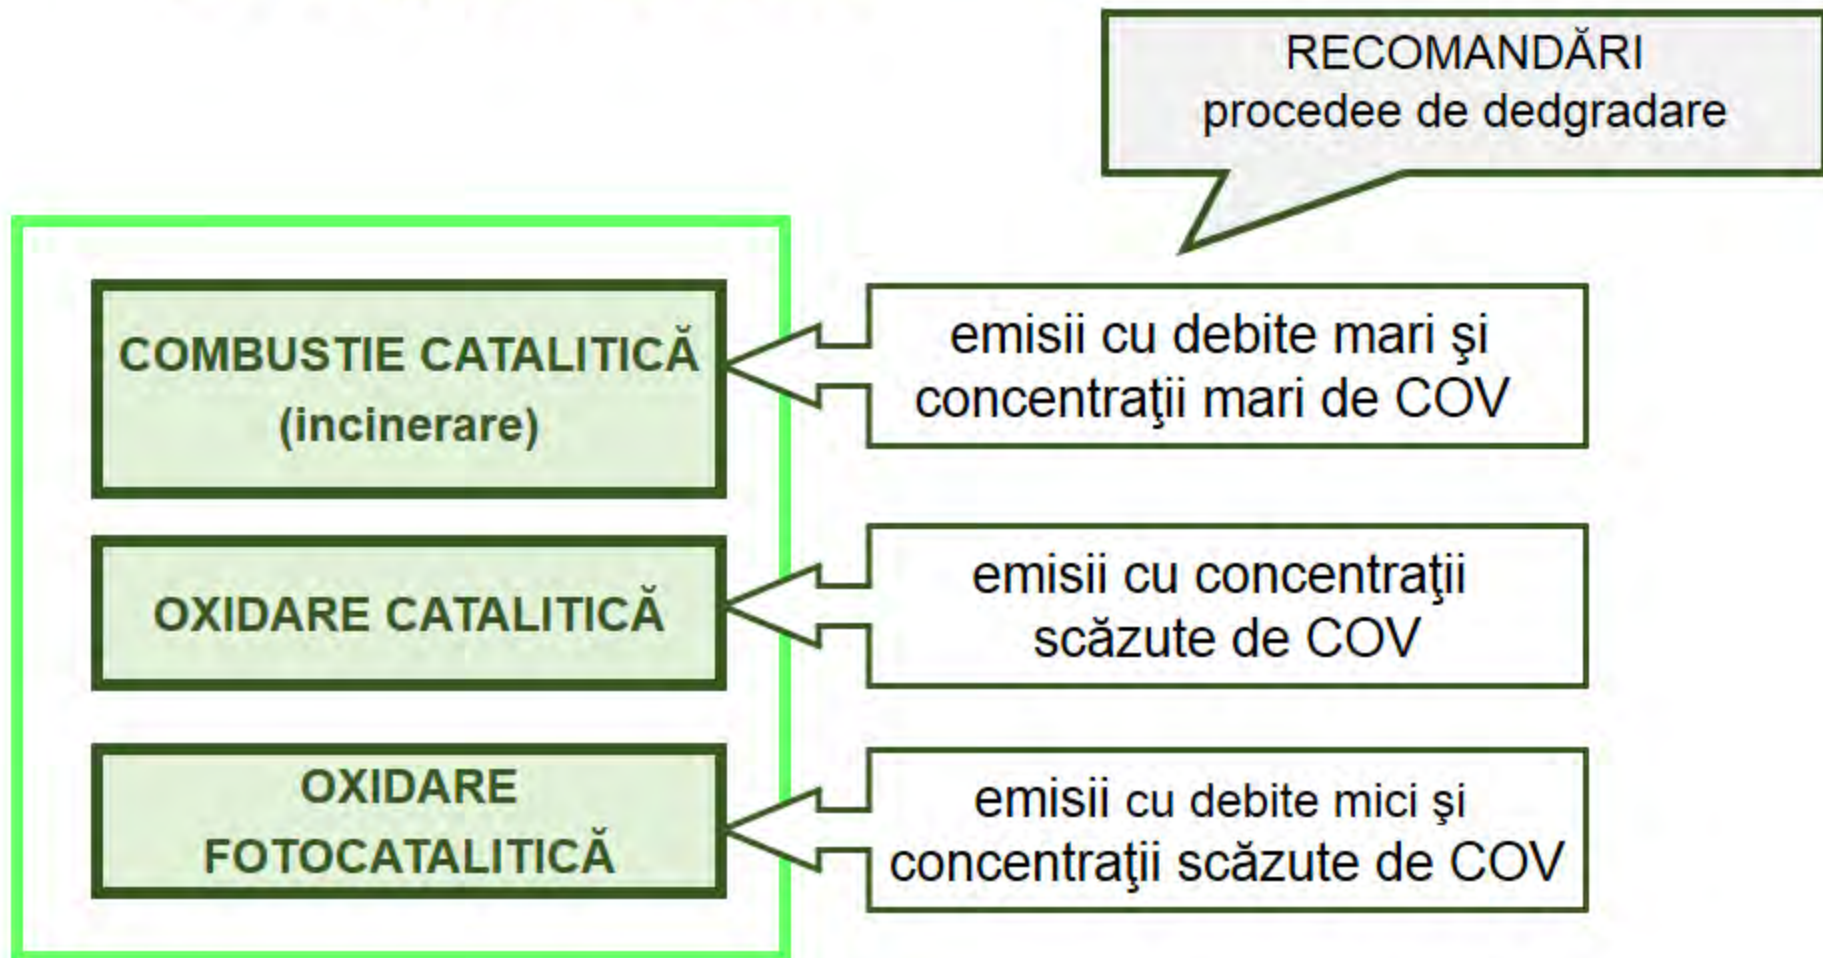 RECOMANDĂRI
procedee de dedgradare
COMBUSTIE CATALITICĂ
(incinerare)
emisii cu debite mari şi
concentraţii mari de COV
OXIDARE CATALITICĂ
emisii cu concentraţii
scăzute de COV
OXIDARE
FOTOCATALITICĂ
emisii cu debite mici şi
concentraţii scăzute de COV